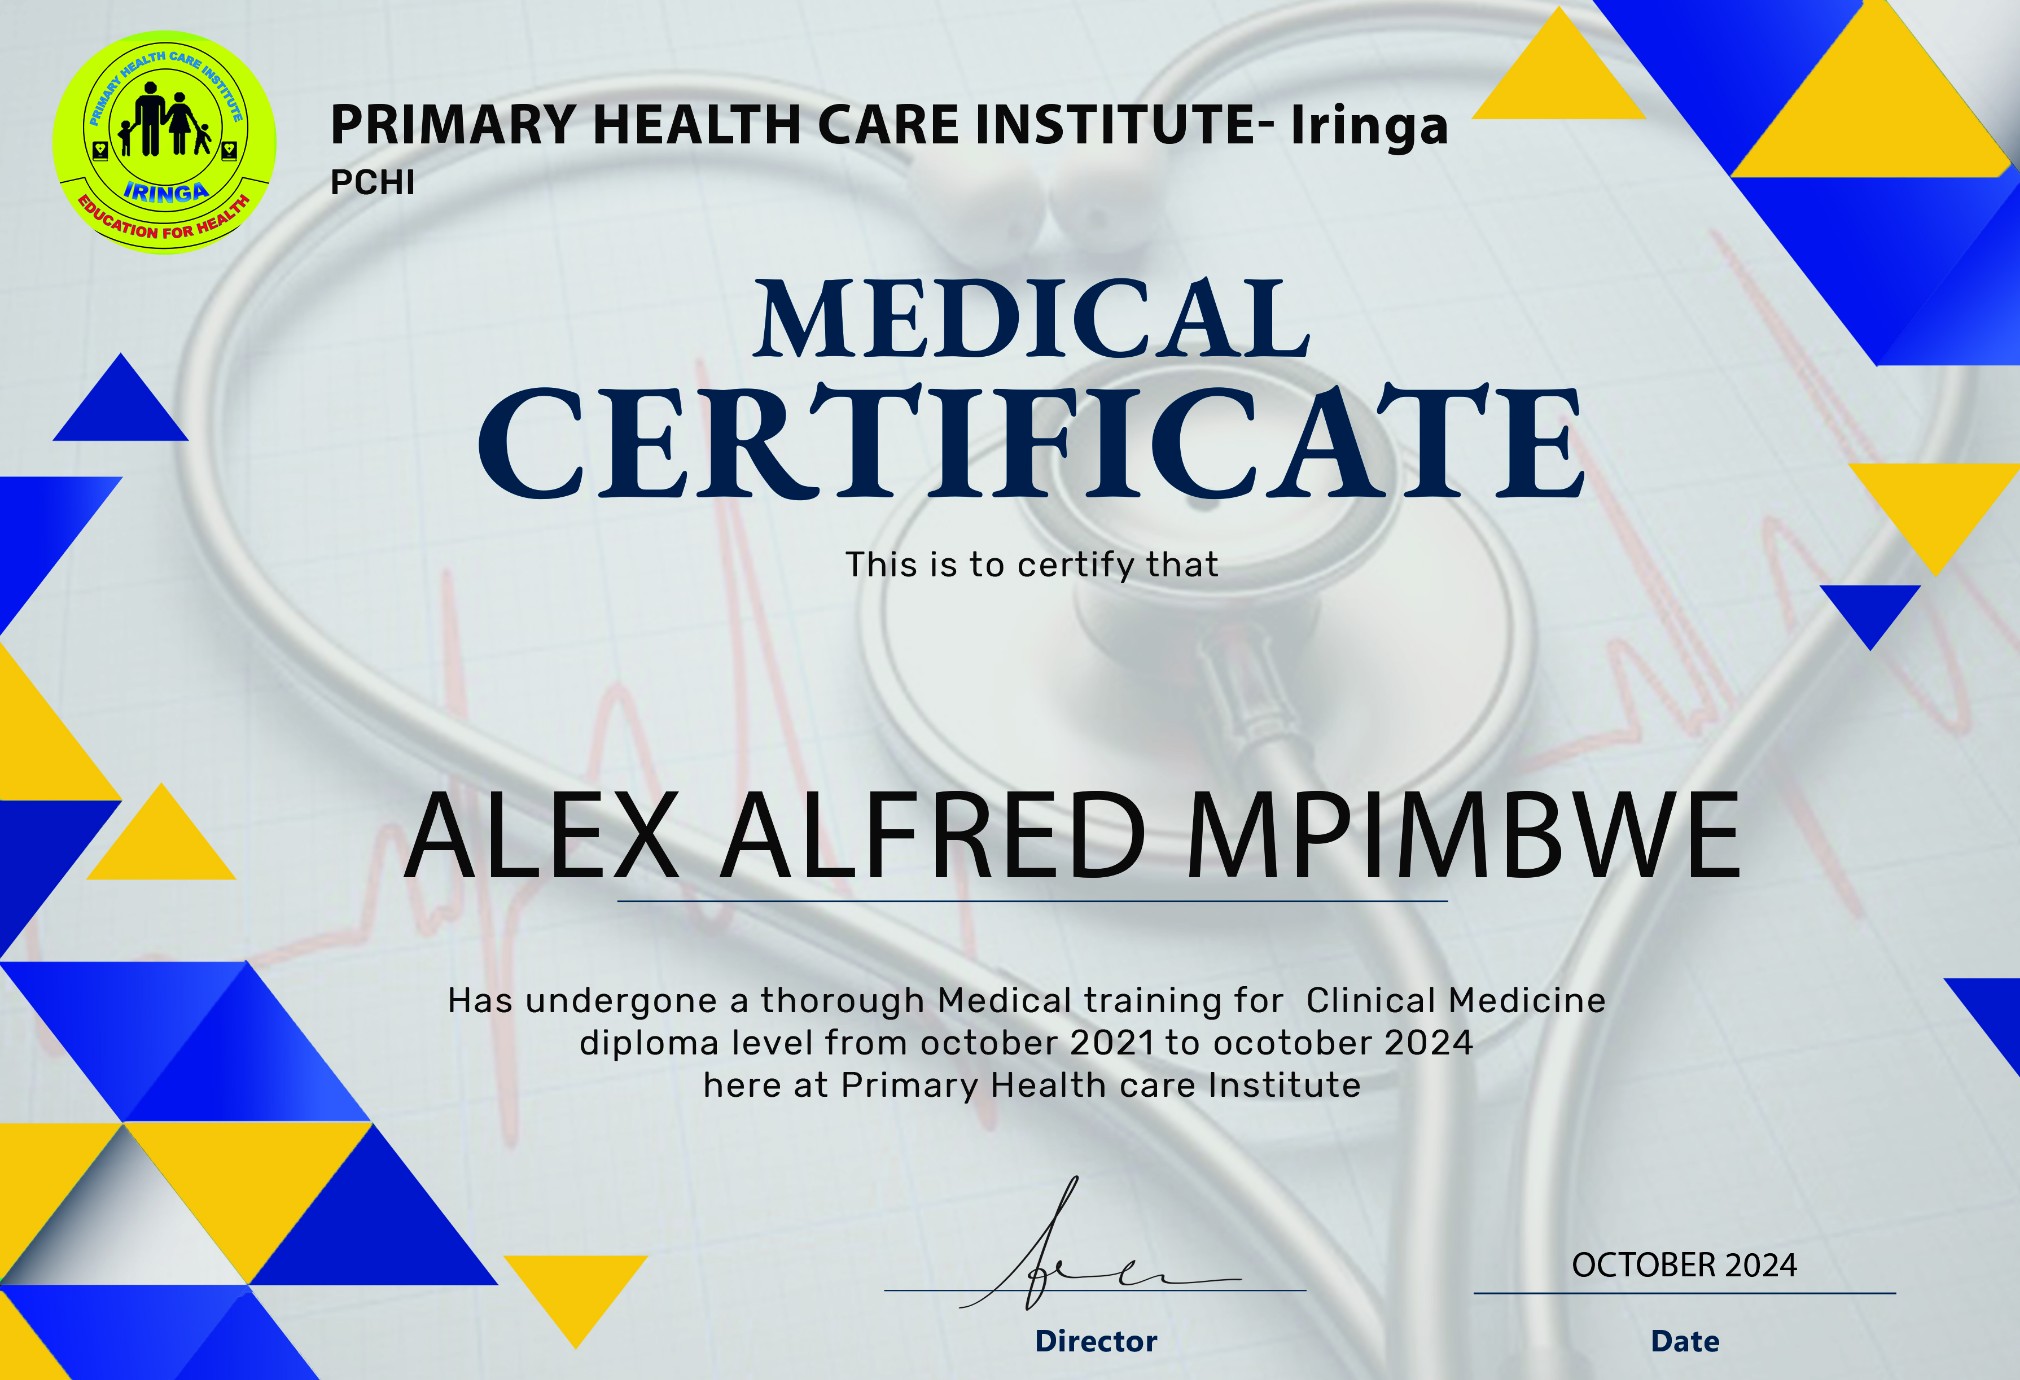 PRIMARY HEALTH CARE INSTITUTE
IRINGA
EDUCATION FOR HEALTH
PRIMARY HEALTH CARE INSTITUTE- Iringa
PCHI
MEDICAL
CERTIFICATE
This is to certify that
ALEX ALFRED MPIMBWE
Has undergone a thorough Medical training for  Clinical Medicine
diploma level from october 2021 to ocotober 2024
here at Primary Health care Institute
OCTOBER 2024
Director
Date